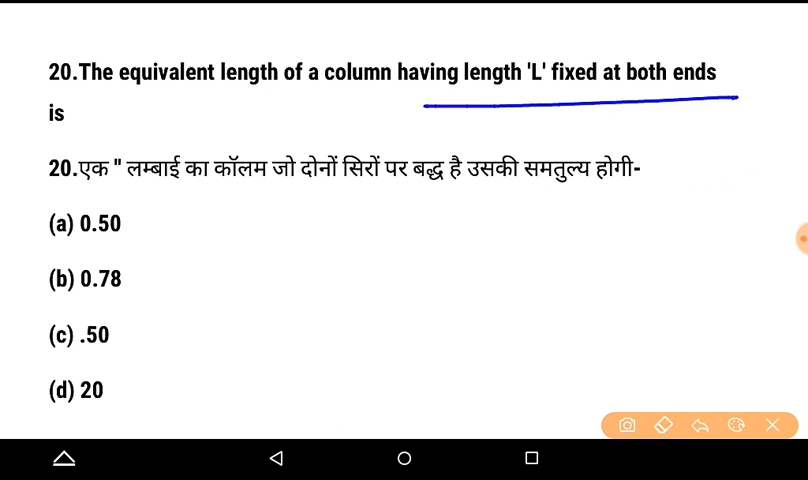 20.The equivalent length of a column having length 'L' fixed at both ends
is
20.एक " लम्बाई का कॉलम जो दोनों सिरों पर बद्ध है उसकी समतुल्य होगी-
(a) 0.50
(b) 0.78
(c) .50
(d) 20